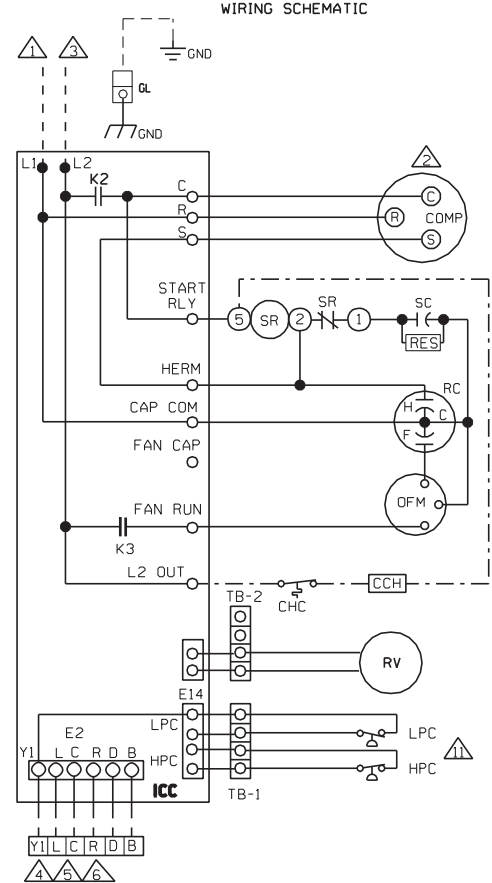 WIRING SCHEMATIC
1 3
GND
GL
GND
L1 L2
K2
2
C C
R R COMP
S S
START
RLY
5 SR 2 SR 1 SC
RES
HERM
RC
CAP COM H C
FAN CAP F
OFM
FAN RUN
K3
L2 OUT
CHC CCH
TB-2
RV
E14
LPC LPC
E2
Y1 L C R D B
HPC HPC
11
ICC
TB-1
Y1 L C R D B
4 5 6